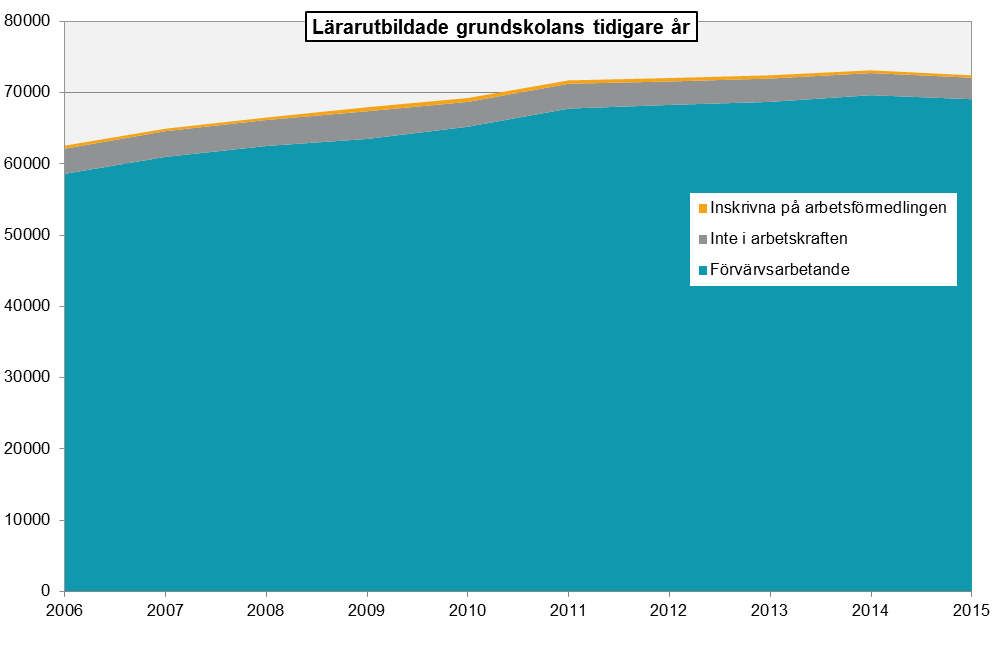 Lärarutbildade grundskolans tidigare år
80000
70000
60000
50000
40000
30000
20000
10000
0
Inskrivna på arbetsförmedlingen
Inte i arbetskraften
Förvärvsarbetande
2006 2007 2008 2009 2010 2011 2012 2013 2014 2015